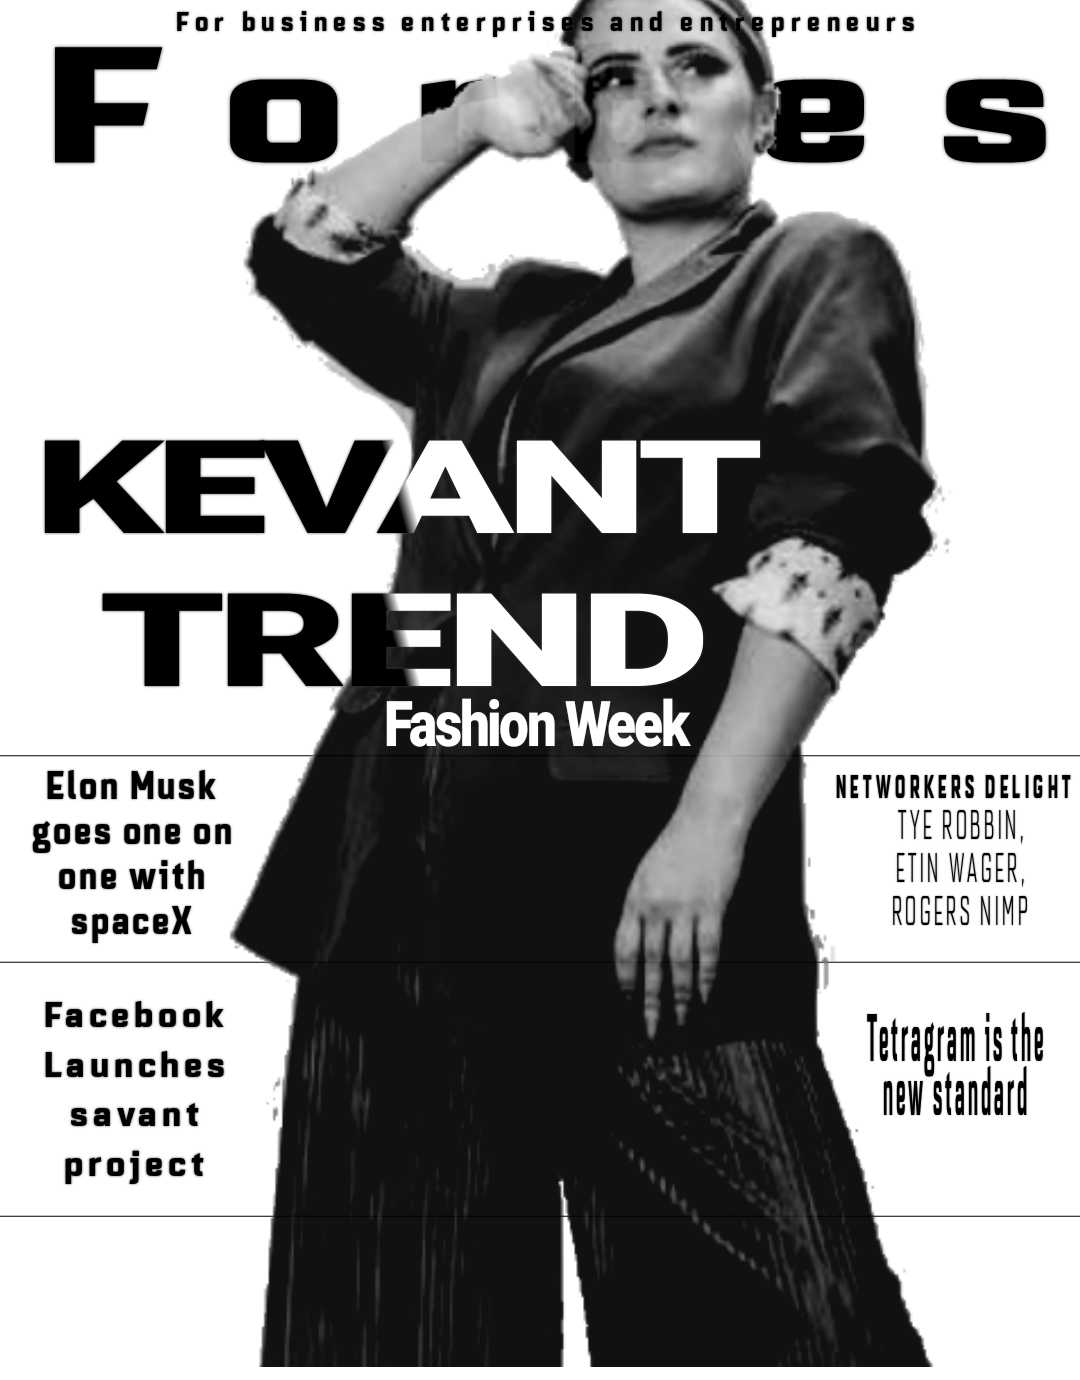 For business enterprises and entrepreneurs
Forbes
KEVANT
TREND
Fashion Week
Elon Musk
goes one on
one with
spaceX
NETWORKERS DELIGHT
TYE ROBBIN,
ETIN WAGER,
ROGERS NIMP
Facebook
Launches
savant
project
Tetragram is the
new standard